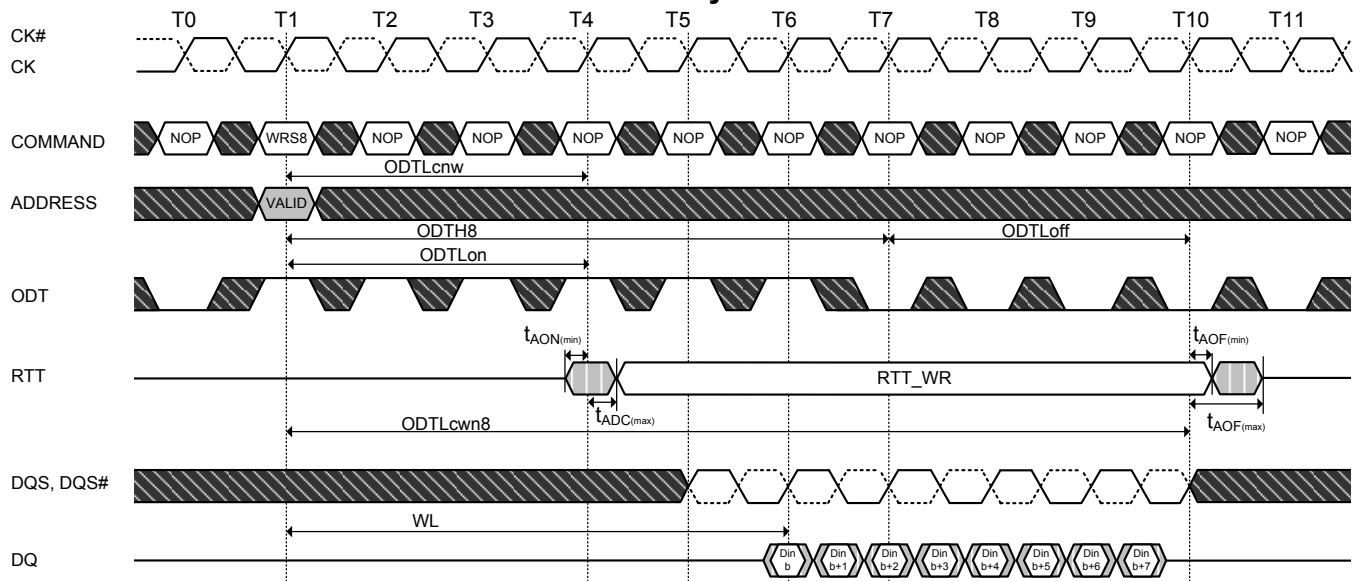 T0 T1 T2 T3 T4 T5 T6 T7 T8 T9 T10 T11
CK#
CK
COMMAND NOP WRS8 NOP NOP NOP NOP NOP NOP NOP NOP NOP NOP
ODTLcnw
ADDRESS VALID
ODTH8 ODTLoff
ODTLon
ODT
tAON(min) tAOF(min)
RTT RTT_WR
tADC(max) tAOF(max)
ODTLcwn8
DQS, DQS#
WL
DQ Din b Din b+1 Din b+2 Din b+3 Din b+4 Din b+5 Din b+6 Din b+7